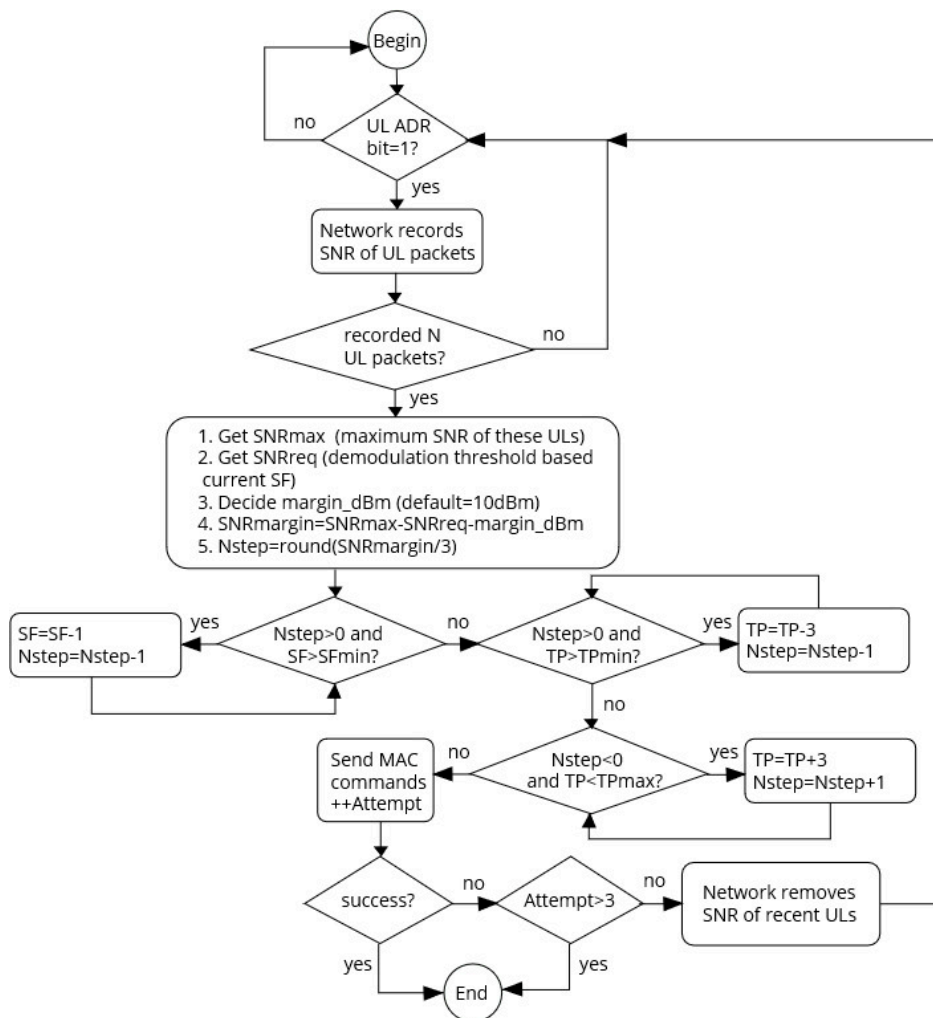 Begin
no
UL ADR
bit=1?
yes
Network records
SNR of UL packets
recorded N
UL packets?
no
yes
1. Get SNRmax  (maximum SNR of these ULs)
2. Get SNRreq (demodulation threshold based
current SF)
3. Decide margin_dBm (default=10dBm)
4. SNRmargin=SNRmax-SNRreq-margin_dBm
5. Nstep=round(SNRmargin/3)
SF=SF-1
Nstep=Nstep-1
yes
Nstep>0 and
SF>SFmin?
no
Nstep>0 and
TP>TPmin?
yes
TP=TP-3
Nstep=Nstep-1
no
Send MAC
commands
++Attempt
no
Nstep<0
and TP<TPmax?
yes
TP=TP+3
Nstep=Nstep+1
success?
no
Attempt>3
no
Network removes
SNR of recent ULs
yes
yes
End